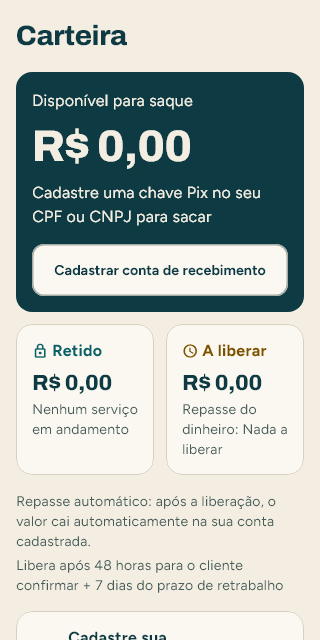 Carteira
Disponível para saque
R$ 0,00
Cadastre uma chave Pix no seu
CPF ou CNPJ para sacar
Cadastrar conta de recebimento
Retido
R$ 0,00
Nenhum serviço
em andamento
A liberar
R$ 0,00
Repasse do
dinheiro: Nada a
liberar
Repasse automático: após a liberação, o
valor cai automaticamente na sua conta
cadastrada.
Libera após 48 horas para o cliente
confirmar + 7 dias do prazo de retrabalho
Cadastre sua